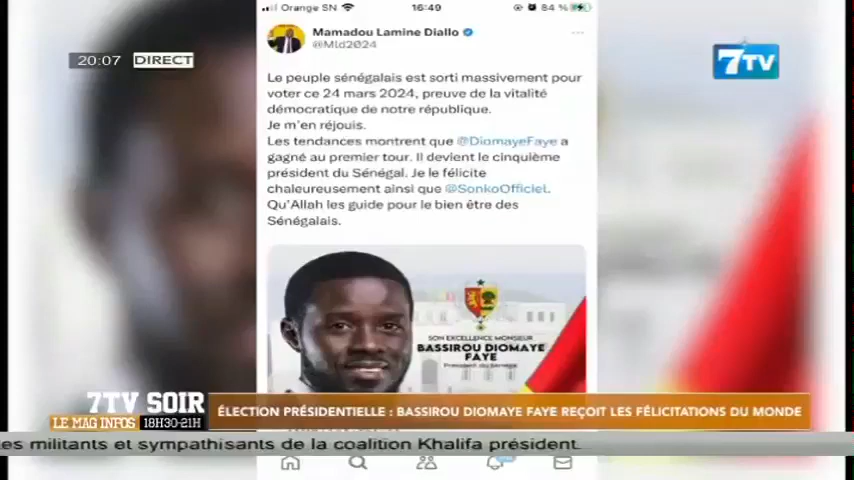 Orange SN
16:49
84 %
20:07 DIRECT
7TV
Mamadou Lamine Diallo
@Mld2024
Le peuple sénégalais est sorti massivement pour
voter ce 24 mars 2024, preuve de la vitalité
démocratique de notre république.
Je m'en réjouis.
Les tendances montrent que @DiomayeFaye a
gagné au premier tour. Il devient le cinquième
président du Sénégal. Je le félicite
chaleureusement ainsi que @SonkoOfficiel.
Qu'Allah les guide pour le bien être des
Sénégalais.
SON EXCELLENCE MONSIEUR
BASSIROU DIOMAYE
FAYE
Président du Sénégal
7TV SOIR
LE MAG INFOS 18H30-21H
ÉLECTION PRÉSIDENTIELLE : BASSIROU DIOMAYE FAYE REÇOIT LES FÉLICITATIONS DU MONDE
es militants et sympathisants de la coalition Khalifa président.